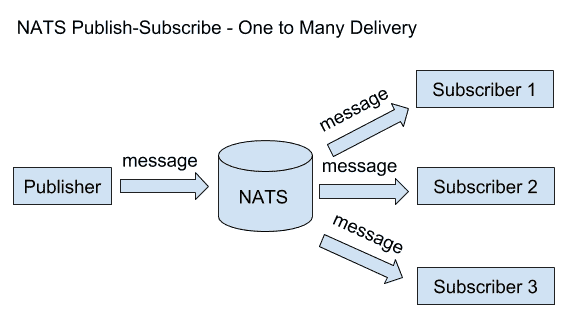 NATS Publish-Subscribe - One to Many Delivery
Subscriber 1
message
message
message
Publisher
NATS
Subscriber 2
message
Subscriber 3